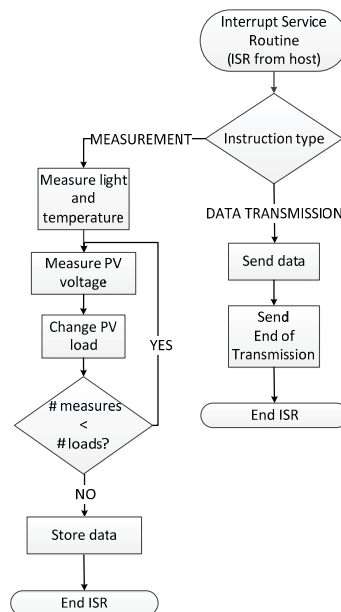 Interrupt Service
Routine
(ISR from host)
Instruction type
MEASUREMENT
Measure light
and
temperature
Measure PV
voltage
Change PV
load
YES
# measures
<
# loads?
NO
Store data
End ISR
DATA TRANSMISSION
Send data
Send
End of
Transmission
End ISR